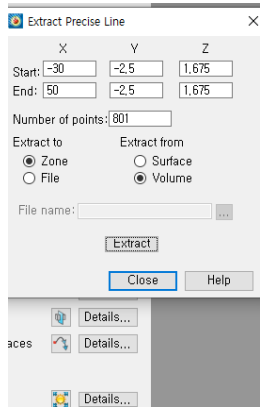 Extract Precise Line
X Y Z
Start: -30 -2,5 1,675
End: 50 -2,5 1,675
Number of points: 801
Extract to Extract from
Zone Surface
File Volume
File name: ...
Extract
Close Help
Details...
aces Details...
Details...